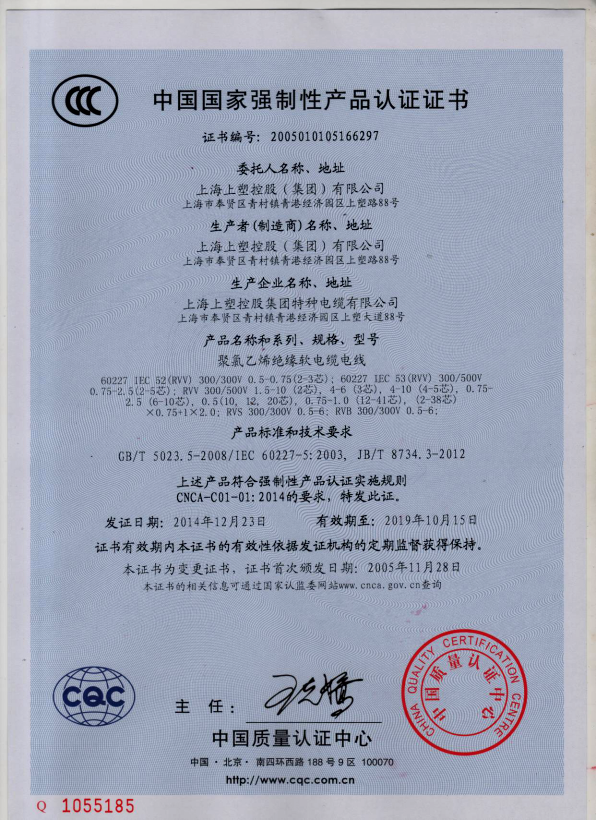 中国国家强制性产品认证证书
证书编号: 2005010105166297
委托人名称、地址
上海上塑控股（集团）有限公司
上海市奉贤区青村镇青港经济园区上塑路88号
生产者(制造商)名称、地址
上海上塑控股（集团）有限公司
上海市奉贤区青村镇青港经济园区上塑路88号
生产企业名称、地址
上海上塑控股集团特种电缆有限公司
上海市奉贤区青村镇青港经济园区上塑大道88号
产品名称和系列、规格、型号
聚氯乙烯绝缘软电缆电线
60227 IEC 52(RVV) 300/300V 0.5-0.75(2-3芯); 60227 IEC 53(RVV) 300/500V
0.75-2.5(2-5芯); RVV 300/500V 1.5-10 (2芯), 4-6 (3芯), 4-10 (4-5芯), 0.75-
2.5 (6-10芯), 0.5(10, 12, 20芯), 0.75-1.0 (12-41芯), (2-38芯)
×0.75+1×2.0; RVS 300/300V 0.5-6; RVB 300/300V 0.5-6;
产品标准和技术要求
GB/T 5023.5-2008/IEC 60227-5:2003, JB/T 8734.3-2012
上述产品符合强制性产品认证实施规则
CNCA-C01-01:2014的要求，特发此证。
发证日期: 2014年12月23日 有效期至: 2019年10月15日
证书有效期内本证书的有效性依据发证机构的定期监督获得保持。
本证书为变更证书，证书首次颁发日期: 2005年11月28日
本证书的相关信息可通过国家认监委网站www.cnca.gov.cn查询
CQC
主 任:
中国质量认证中心
中国·北京·南四环西路 188 号 9 区 100070
http://www.cqc.com.cn
CHINA QUALITY CERTIFICATION CENTRE
中国质量认证中心
Q 1055185